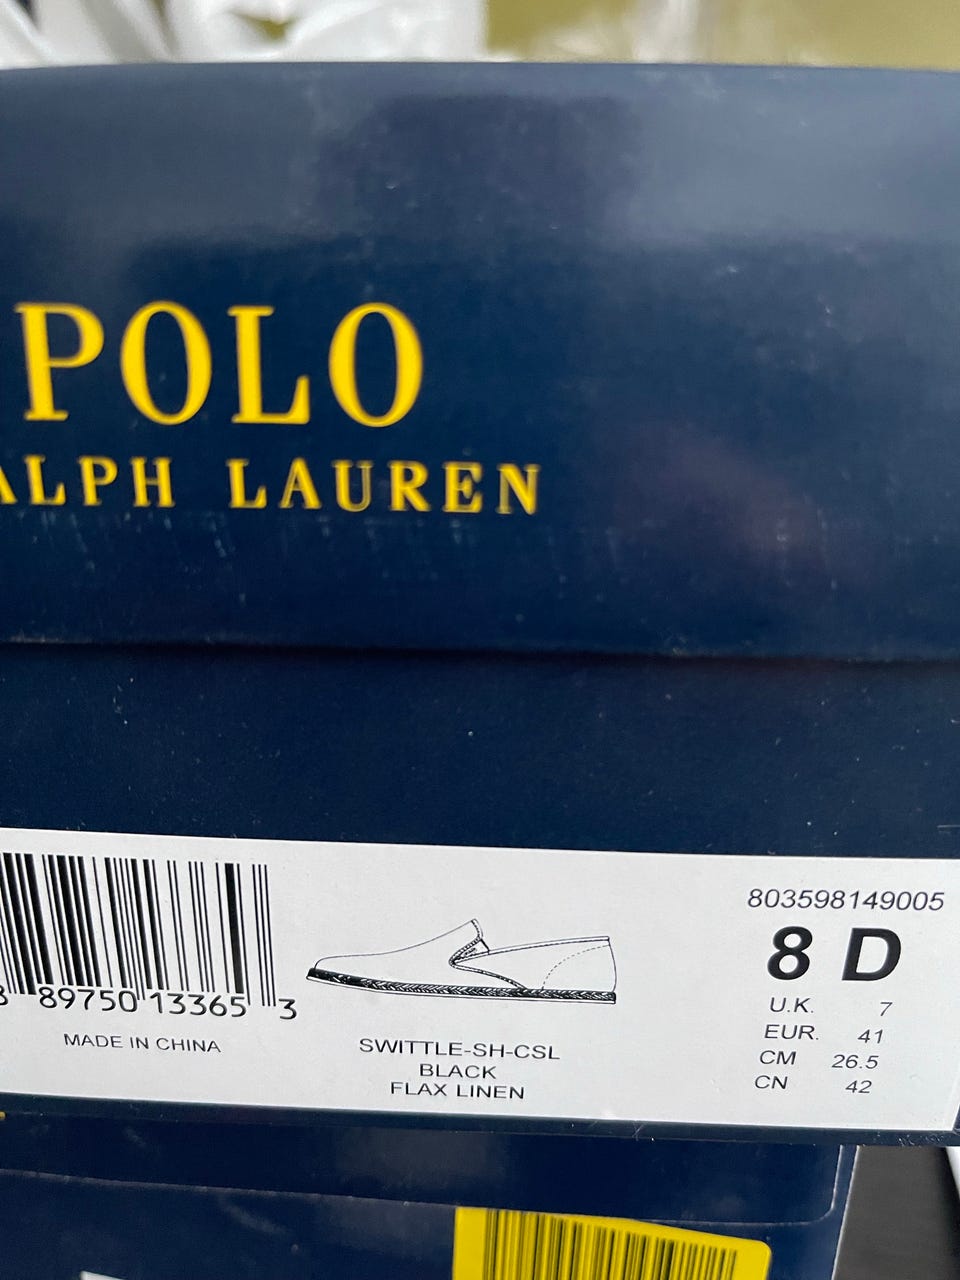 POLO
ALPH LAUREN
803598149005
8 D
U.K. 7
EUR. 41
CM 26.5
CN 42
89750 13365 3
MADE IN CHINA
SWITTLE-SH-CSL
BLACK
FLAX LINEN